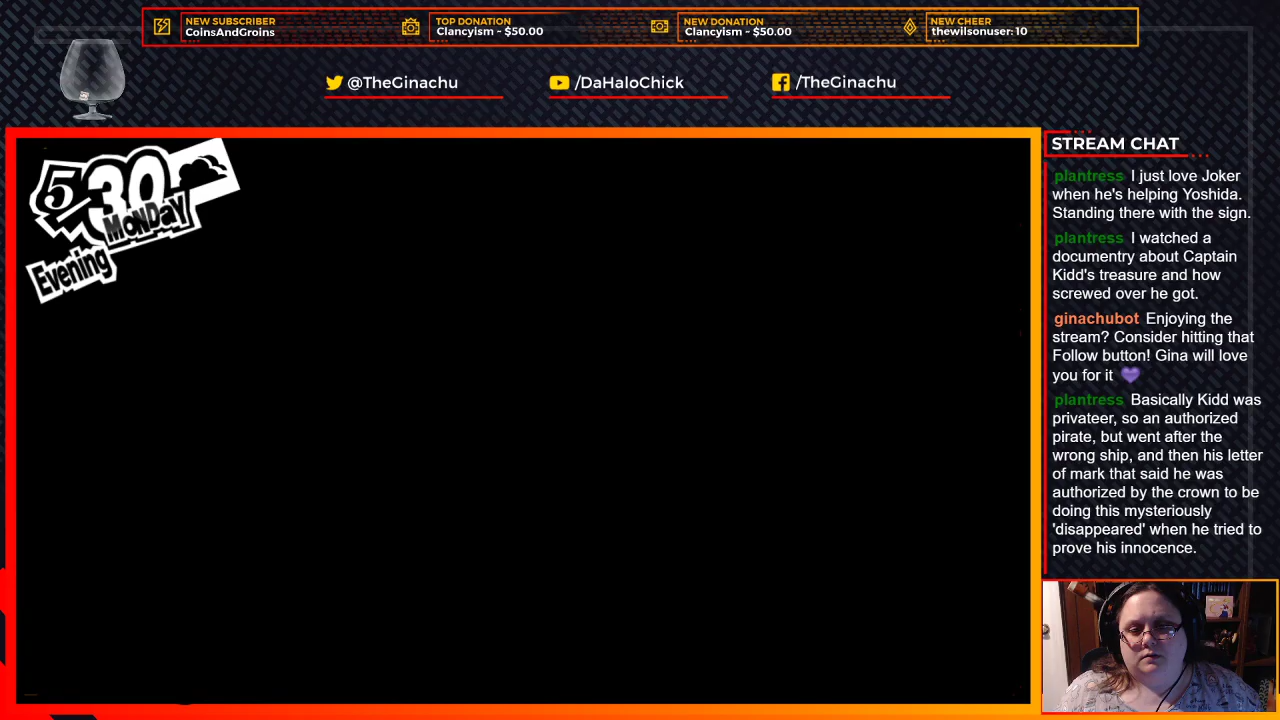 NEW SUBSCRIBER
CoinsAndGroins
TOP DONATION
Clancyism - $50.00
NEW DONATION
Clancyism - $50.00
NEW CHEER
thewilsonuser: 10
@TheGinachu
/DaHaloChick
/TheGinachu
5/30
MONDAY
Evening
STREAM CHAT
plantress I just love Joker
when he's helping Yoshida.
Standing there with the sign.
plantress I watched a
documentry about Captain
Kidd's treasure and how
screwed over he got.
ginachubot Enjoying the
stream? Consider hitting that
Follow button! Gina will love
you for it 💜
plantress Basically Kidd was
privateer, so an authorized
pirate, but went after the
wrong ship, and then his letter
of mark that said he was
authorized by the crown to be
doing this mysteriously
'disappeared' when he tried to
prove his innocence.